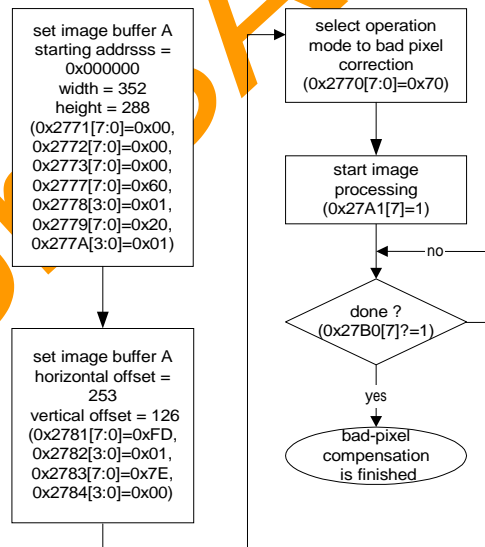 set image buffer A
starting addrsss =
0x000000
width = 352
height = 288
(0x2771[7:0]=0x00,
0x2772[7:0]=0x00,
0x2773[7:0]=0x00,
0x2777[7:0]=0x60,
0x2778[3:0]=0x01,
0x2779[7:0]=0x20,
0x277A[3:0]=0x01)
set image buffer A
horizontal offset =
253
vertical offset = 126
(0x2781[7:0]=0xFD,
0x2782[3:0]=0x01,
0x2783[7:0]=0x7E,
0x2784[3:0]=0x00)
select operation
mode to bad pixel
correction
(0x2770[7:0]=0x70)
start image
processing
(0x27A1[7]=1)
no
done ?
(0x27B0[7]?=1)
yes
bad-pixel
compensation
is finished